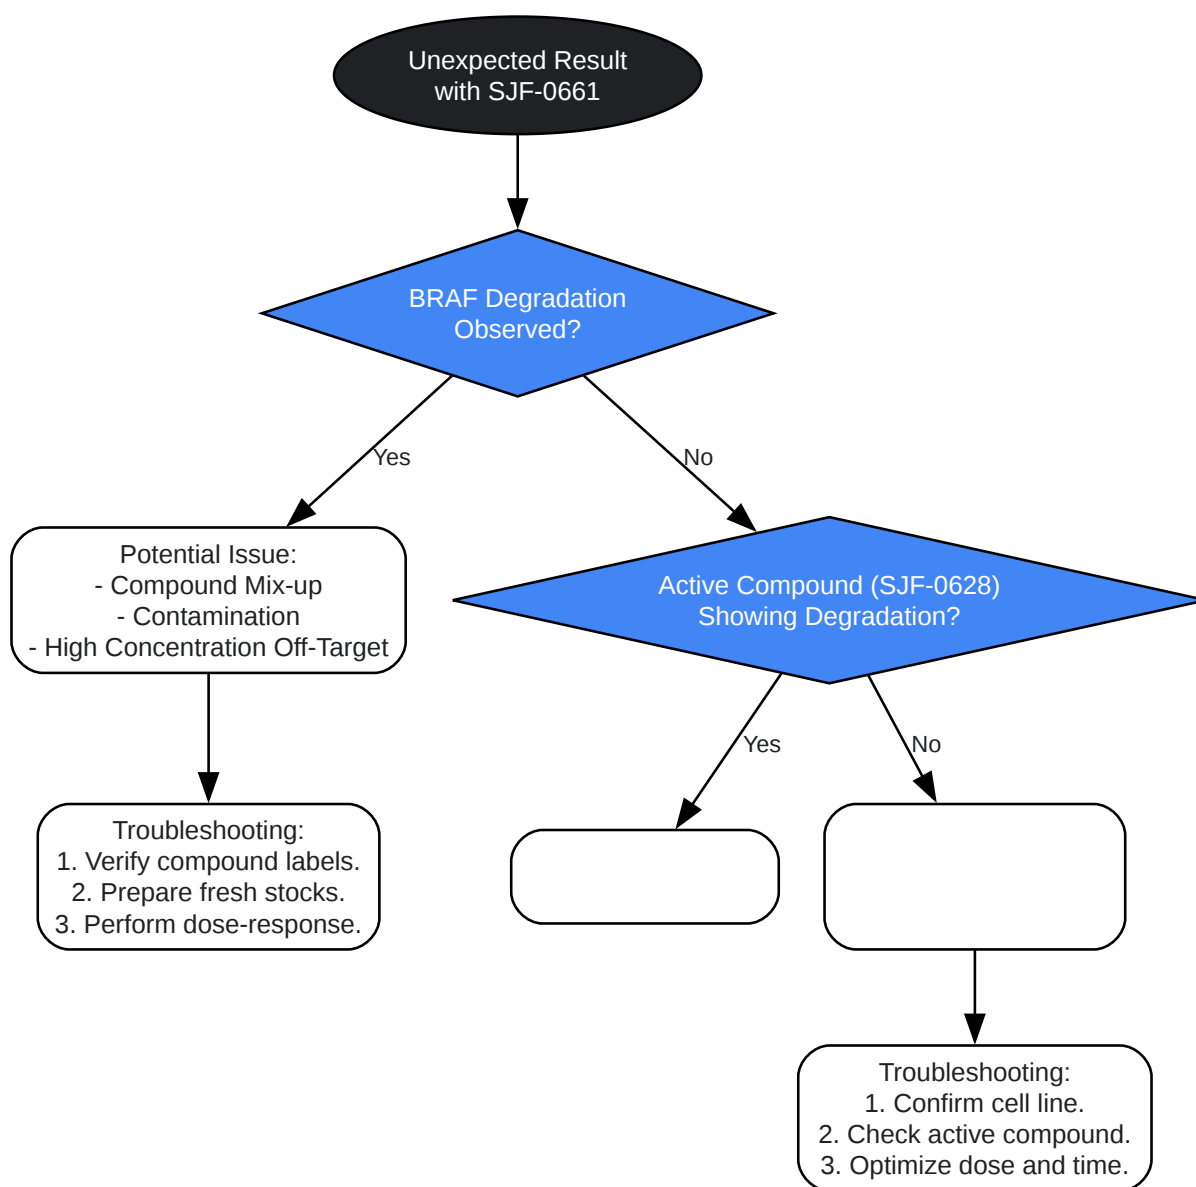 Unexpected Result
with SJF-0661
BRAF Degradation
Observed?
Yes
No
Potential Issue:
- Compound Mix-up
- Contamination
- High Concentration Off-Target
Active Compound (SJF-0628)
Showing Degradation?
Yes
No
Troubleshooting:
1. Verify compound labels.
2. Prepare fresh stocks.
3. Perform dose-response.
Troubleshooting:
1. Confirm cell line.
2. Check active compound.
3. Optimize dose and time.